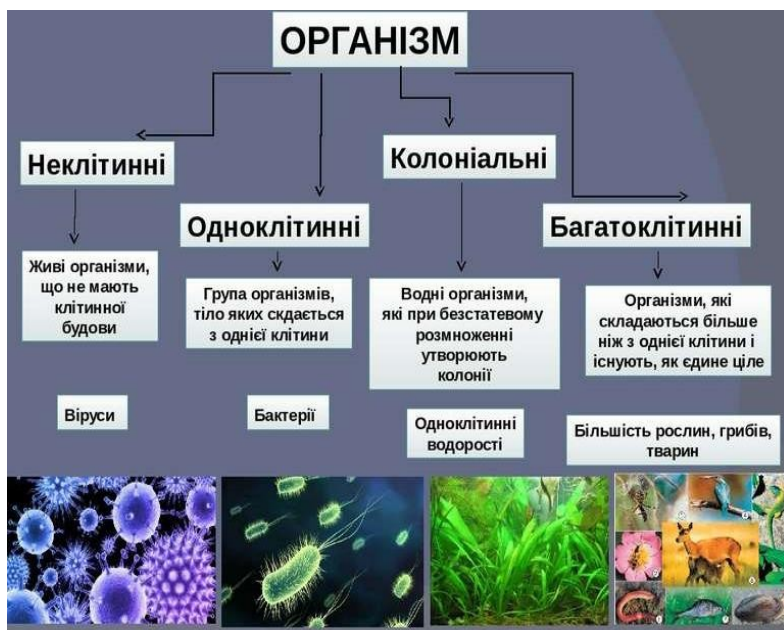 ОРГАНІЗМ
Неклітинні
Одноклітинні
Колоніальні
Багатоклітинні
Живі організми,
що не мають
клітинної
будови
Група організмів,
тіло яких скдається
з однієї клітини
Водні організми,
які при безстатевому
розмноженні
утворюють
колонії
Організми, які
складаються більше
ніж з однієї клітини і
існують, як єдине ціле
Віруси
Бактерії
Одноклітинні
водорості
Більшість рослин, грибів,
тварин